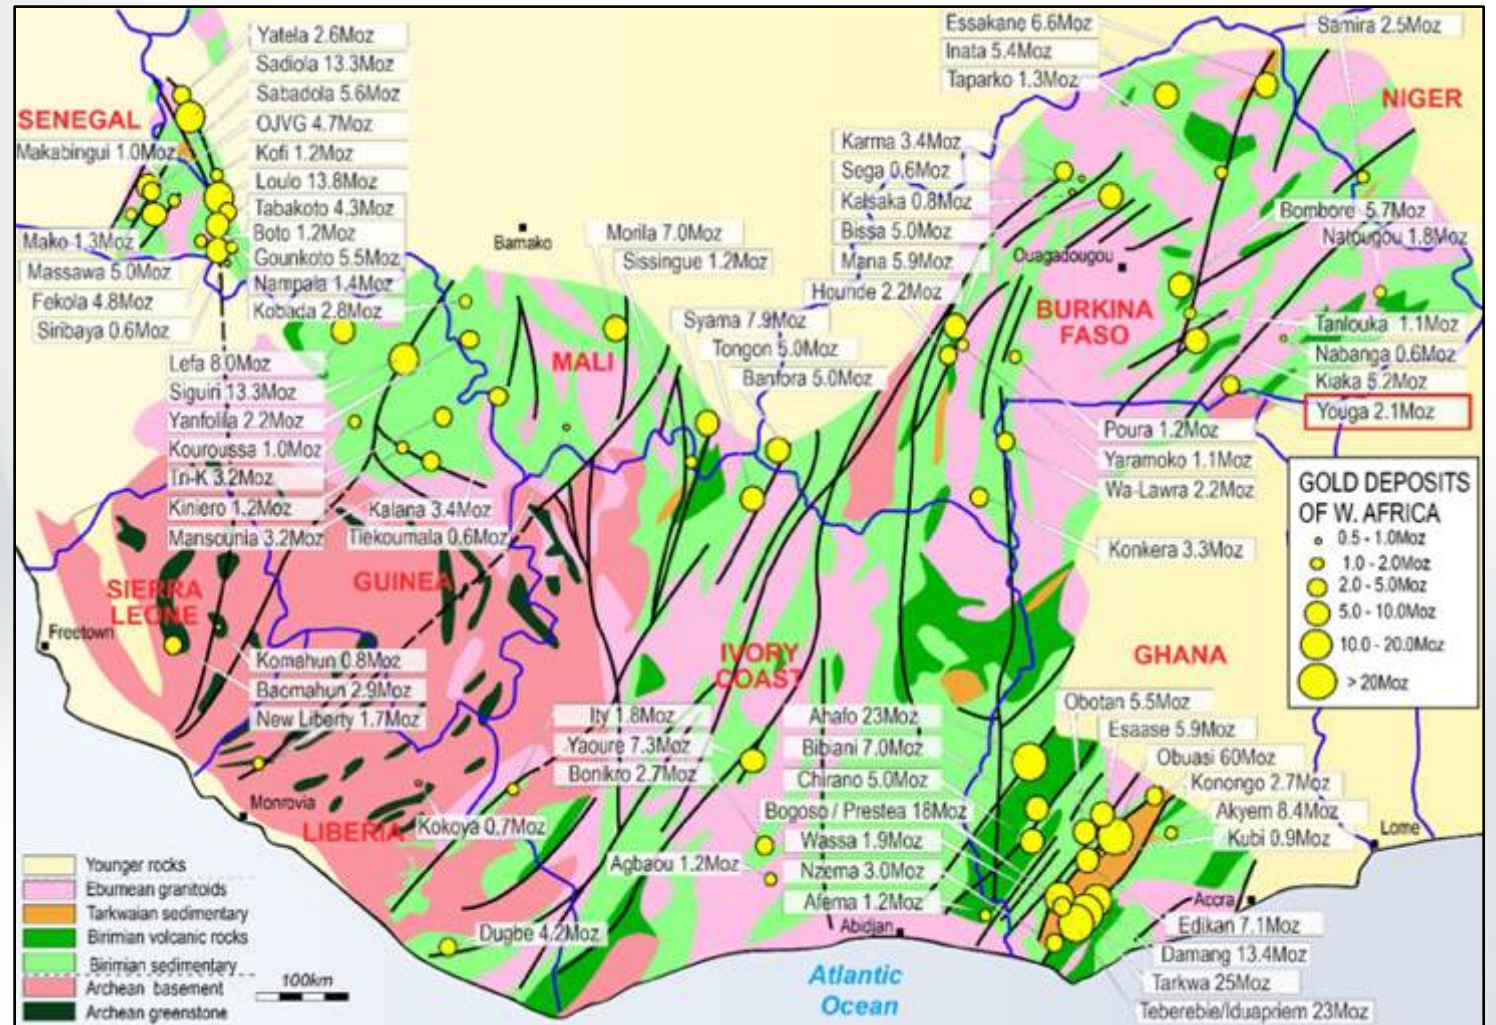 Yatela 2.6Moz
Sadiola 13.3Moz
Sabadola 5.6Moz
OJVG 4.7Moz
Kofi 1.2Moz
Loulo 13.8Moz
Tabakoto 4.3Moz
Boto 1.2Moz
Gounkoto 5.5Moz
Nampala 1.4Moz
Kobada 2.8Moz
SENEGAL
Makabingui 1.0Moz
Mako 1.3Moz
Massawa 5.0Moz
Fekola 4.8Moz
Siribaya 0.6Moz
Lefa 8.0Moz
Siguiri 13.3Moz
Yanfolila 2.2Moz
Kouroussa 1.0Moz
Tri-K 3.2Moz
Kiniero 1.2Moz
Mansounia 3.2Moz
Kalana 3.4Moz
Tiekoumala 0.6Moz
Bamako
Morila 7.0Moz
Sissingue 1.2Moz
MALI
Syama 7.9Moz
Tongon 5.0Moz
Banfora 5.0Moz
Essakane 6.6Moz
Inata 5.4Moz
Taparko 1.3Moz
Samira 2.5Moz
NIGER
Karma 3.4Moz
Sega 0.6Moz
Kalsaka 0.8Moz
Bissa 5.0Moz
Mana 5.9Moz
Hounde 2.2Moz
Ouagadougou
BURKINA
FASO
Bombore 5.7Moz
Natougou 1.8Moz
Tanlouka 1.1Moz
Nabanga 0.6Moz
Kiaka 5.2Moz
Youga 2.1Moz
Poura 1.2Moz
Yaramoko 1.1Moz
Wa-Lawra 2.2Moz
Konkera 3.3Moz
GOLD DEPOSITS
OF W. AFRICA
0.5 - 1.0Moz
1.0 - 2.0Moz
2.0 - 5.0Moz
5.0 - 10.0Moz
10.0 - 20.0Moz
> 20Moz
SIERRA
LEONE
Freetown
GUINEA
Komahun 0.8Moz
Baomahun 2.9Moz
New Liberty 1.7Moz
Monrovia
LIBERIA
Kokoya 0.7Moz
IVORY
COAST
Ity 1.8Moz
Yaoure 7.3Moz
Bonikro 2.7Moz
Agbaou 1.2Moz
Dugbe 4.2Moz
GHANA
Ahafo 23Moz
Bibiani 7.0Moz
Chirano 5.0Moz
Bogoso / Prestea 18Moz
Wassa 1.9Moz
Nzema 3.0Moz
Afema 1.2Moz
Abidjan
Obotan 5.5Moz
Esaase 5.9Moz
Obuasi 60Moz
Konongo 2.7Moz
Akyem 8.4Moz
Kubi 0.9Moz
Lome
Accra
Edikan 7.1Moz
Damang 13.4Moz
Tarkwa 25Moz
Teberebie/Iduapriem 23Moz
Atlantic
Ocean
Younger rocks
Eburnean granitoids
Tarkwaian sedimentary
Birimian volcanic rocks
Birimian sedimentary
Archean basement
Archean greenstone
100km